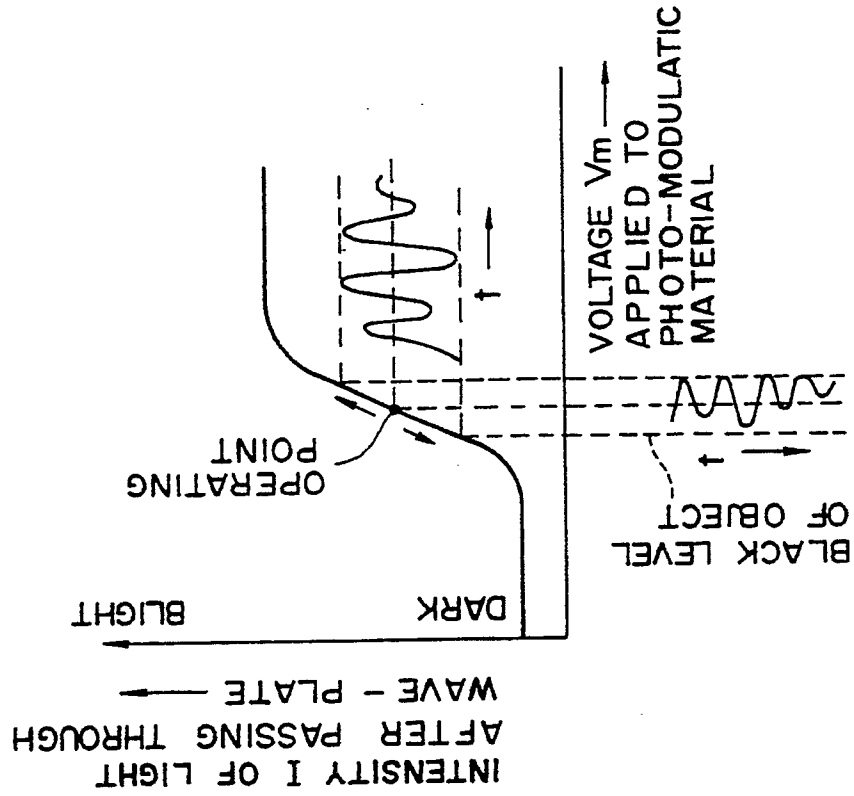 INTENSITY I OF LIGHT
AFTER PASSING THROUGH
WAVE - PLATE
BLIGHT
DARK
OPERATING
POINT
t
VOLTAGE Vm
APPLIED TO
PHOTO-MODULATIC
MATERIAL
t
BLACK LEVEL
OF OBJECT